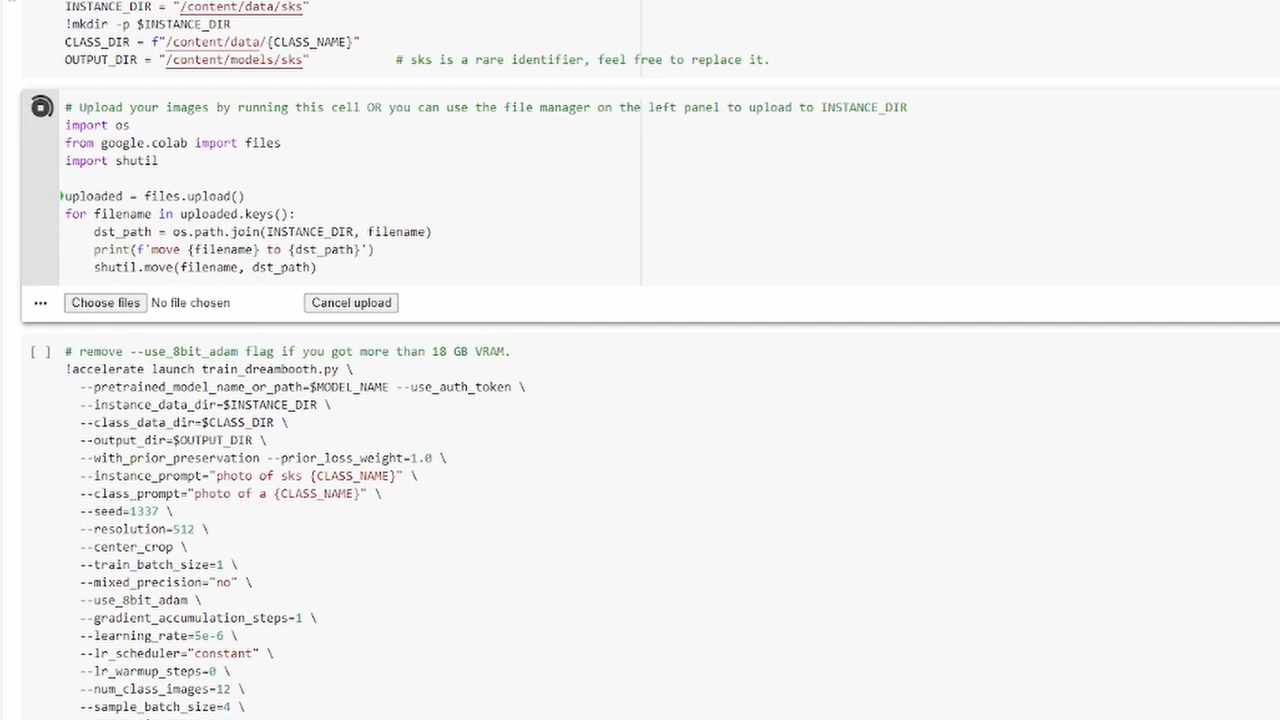 INSTANCE_DIR = "/content/data/sks"
!mkdir -p $INSTANCE_DIR
CLASS_DIR = f"/content/data/{CLASS_NAME}"
OUTPUT_DIR = "/content/models/sks" # sks is a rare identifier, feel free to replace it.
# Upload your images by running this cell OR you can use the file manager on the left panel to upload to INSTANCE_DIR
import os
from google.colab import files
import shutil
uploaded = files.upload()
for filename in uploaded.keys():
dst_path = os.path.join(INSTANCE_DIR, filename)
print(f'move {filename} to {dst_path}')
shutil.move(filename, dst_path)
... Choose files No file chosen Cancel upload
[ ] # remove --use_8bit_adam flag if you got more than 18 GB VRAM.
!accelerate launch train_dreambooth.py \
--pretrained_model_name_or_path=$MODEL_NAME --use_auth_token \
--instance_data_dir=$INSTANCE_DIR \
--class_data_dir=$CLASS_DIR \
--output_dir=$OUTPUT_DIR \
--with_prior_preservation --prior_loss_weight=1.0 \
--instance_prompt="photo of sks {CLASS_NAME}" \
--class_prompt="photo of a {CLASS_NAME}" \
--seed=1337 \
--resolution=512 \
--center_crop \
--train_batch_size=1 \
--mixed_precision="no" \
--use_8bit_adam \
--gradient_accumulation_steps=1 \
--learning_rate=5e-6 \
--lr_scheduler="constant" \
--lr_warmup_steps=0 \
--num_class_images=12 \
--sample_batch_size=4 \